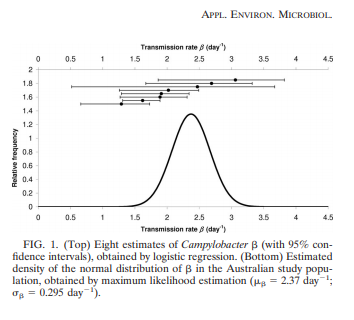 APPL. ENVIRON. MICROBIOL.
Transmission rate β (day⁻¹)
0 0.5 1 1.5 2 2.5 3 3.5 4 4.5
2
1.8
1.6
1.4
1.2
1
0.8
0.6
0.4
0.2
0
Relative frequency
0 0.5 1 1.5 2 2.5 3 3.5 4 4.5
Transmission rate β (day⁻¹)
FIG. 1. (Top) Eight estimates of Campylobacter β (with 95% con-
fidence intervals), obtained by logistic regression. (Bottom) Estimated
density of the normal distribution of β in the Australian study popu-
lation, obtained by maximum likelihood estimation (μβ = 2.37 day⁻¹;
σβ = 0.295 day⁻¹).